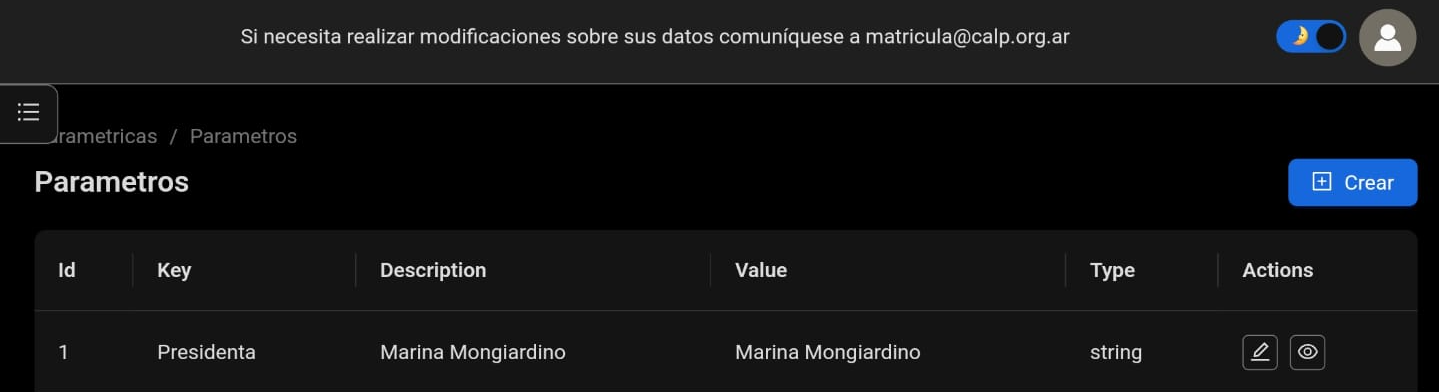 Si necesita realizar modificaciones sobre sus datos comuníquese a matricula@calp.org.ar
rametricas / Parametros
Parametros
Crear
Id Key Description Value Type Actions
1 Presidenta Marina Mongiardino Marina Mongiardino string